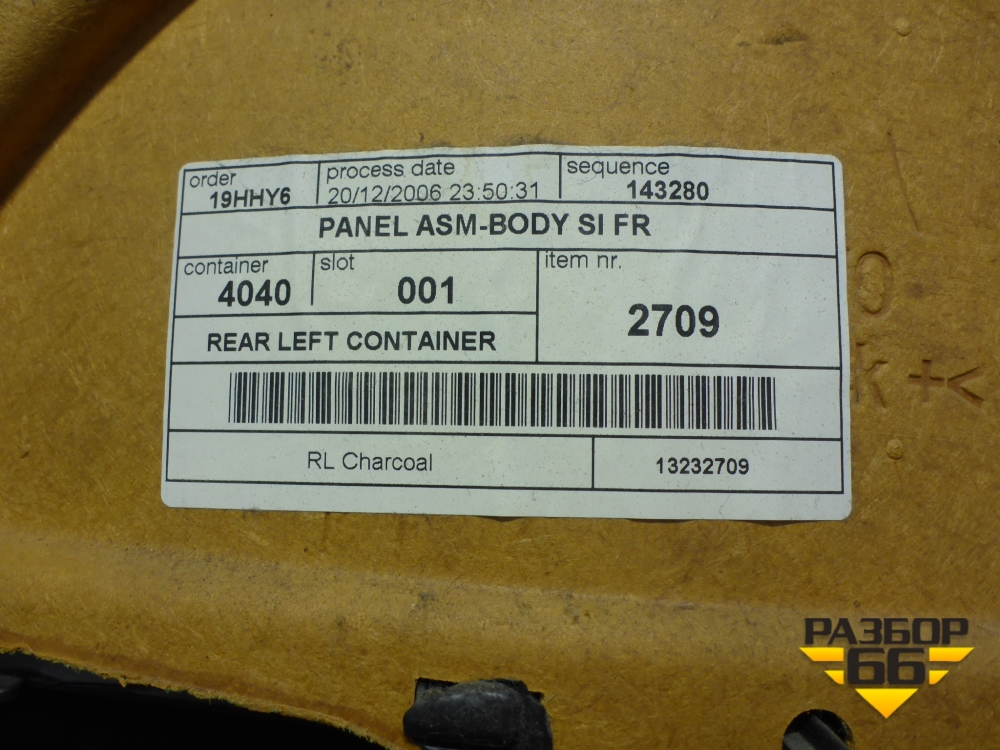 order
19HHY6
process date
20/12/2006 23:50:31
sequence
143280
PANEL ASM-BODY SI FR
container
4040
slot
001
item nr.
2709
REAR LEFT CONTAINER
RL Charcoal
13232709
РАЗБОР
66